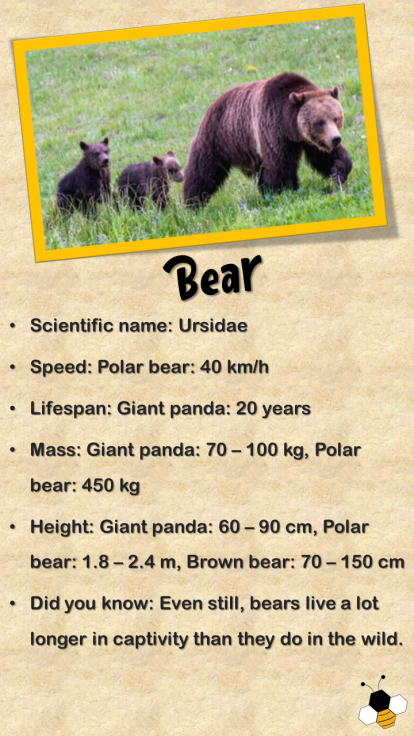 Bear
• Scientific name: Ursidae
• Speed: Polar bear: 40 km/h
• Lifespan: Giant panda: 20 years
• Mass: Giant panda: 70 – 100 kg, Polar
bear: 450 kg
• Height: Giant panda: 60 – 90 cm, Polar
bear: 1.8 – 2.4 m, Brown bear: 70 – 150 cm
• Did you know: Even still, bears live a lot
longer in captivity than they do in the wild.